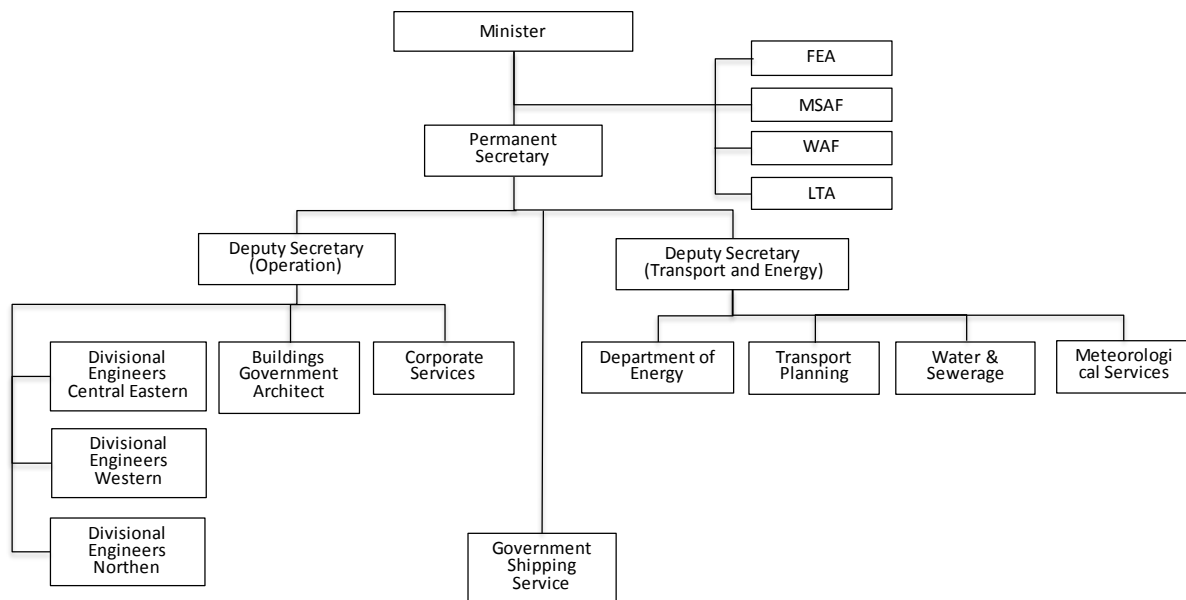 Minister
FEA
MSAF
WAF
LTA
Permanent
Secretary
Deputy Secretary
(Operation)
Deputy Secretary
(Transport and Energy)
Divisional
Engineers
Central Eastern
Buildings
Government
Architect
Corporate
Services
Department of
Energy
Transport
Planning
Water &
Sewerage
Meteorologi
cal Services
Divisional
Engineers
Western
Divisional
Engineers
Northen
Government
Shipping
Service